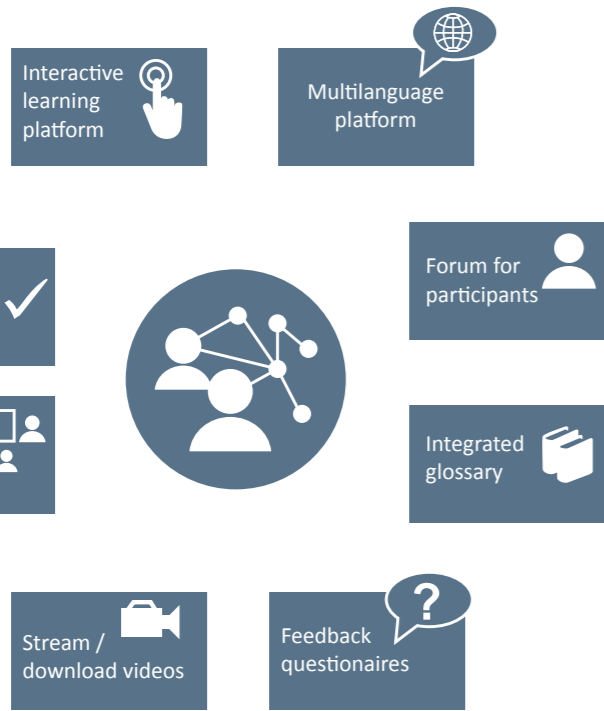 Interactive
learning
platform
Multilanguage
platform
Forum for
participants
Integrated
glossary
Stream /
download videos
?
Feedback
questionaires